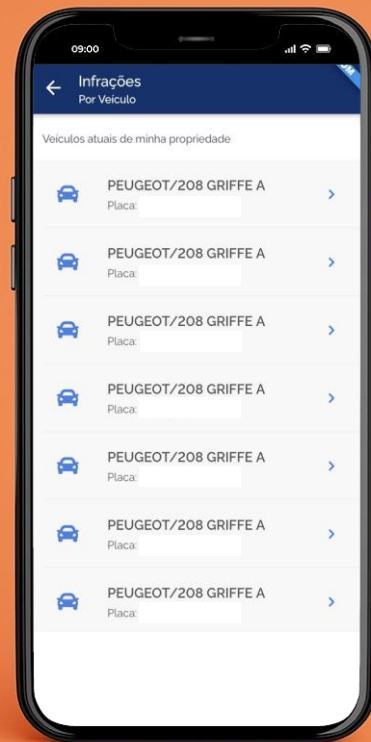 09:00
Infrações
Por Veículo
Veículos atuais de minha propriedade
PEUGEOT/208 GRIFFE A
Placa:
PEUGEOT/208 GRIFFE A
Placa:
PEUGEOT/208 GRIFFE A
Placa:
PEUGEOT/208 GRIFFE A
Placa:
PEUGEOT/208 GRIFFE A
Placa:
PEUGEOT/208 GRIFFE A
Placa:
PEUGEOT/208 GRIFFE A
Placa: